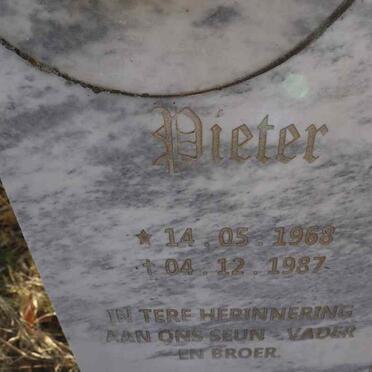 Pieter
★ 14 . 05 . 1968
† 04 . 12 . 1987
IN TERE HERINNERING
AAN ONS SEUN . VADER
EN BROER.